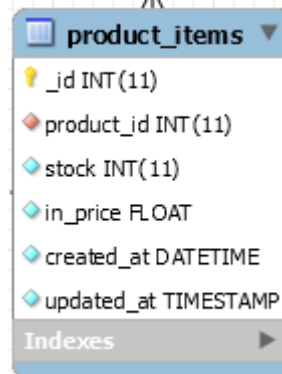 product_items
_id INT(11)
product_id INT(11)
stock INT(11)
in_price FLOAT
created_at DATETIME
updated_at TIMESTAMP
Indexes